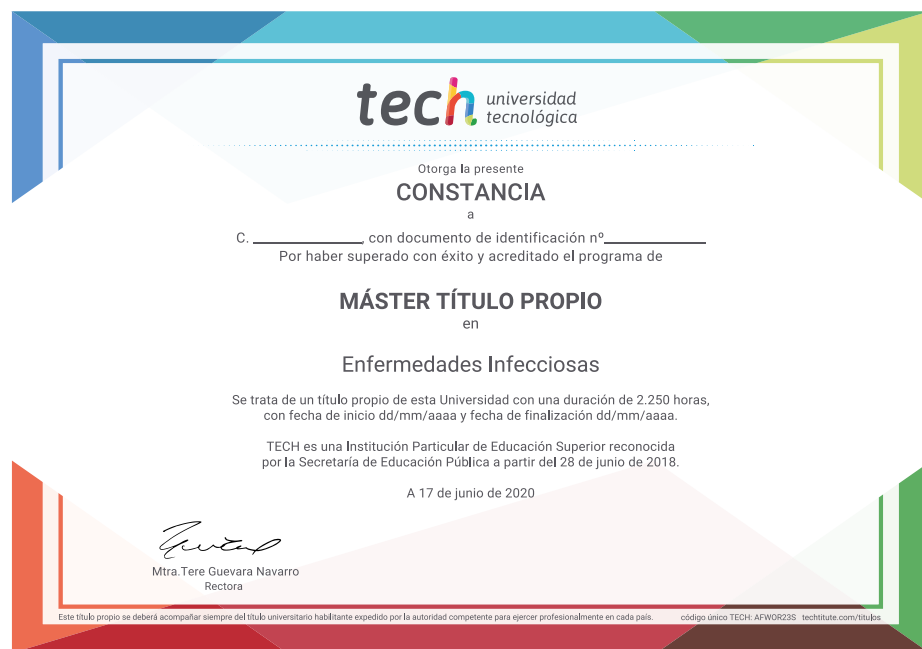 tech universidad
tecnológica
Otorga la presente
CONSTANCIA
a
C. ____________, con documento de identificación nº____________
Por haber superado con éxito y acreditado el programa de
MÁSTER TÍTULO PROPIO
en
Enfermedades Infecciosas
Se trata de un título propio de esta Universidad con una duración de 2.250 horas,
con fecha de inicio dd/mm/aaaa y fecha de finalización dd/mm/aaaa.
TECH es una Institución Particular de Educación Superior reconocida
por la Secretaría de Educación Pública a partir del 28 de junio de 2018.
A 17 de junio de 2020
Mtra.Tere Guevara Navarro
Rectora
Este título propio se deberá acompañar siempre del título universitario habilitante expedido por la autoridad competente para ejercer profesionalmente en cada país. código único TECH: AFWOR23S techtitute.com/titulos